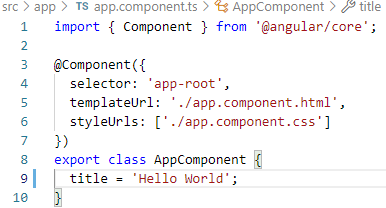 src > app > TS app.component.ts > AppComponent > title
1 import { Component } from '@angular/core';
2
3 @Component({
4   selector: 'app-root',
5   templateUrl: './app.component.html',
6   styleUrls: ['./app.component.css']
7 })
8 export class AppComponent {
9   title = 'Hello World';
10 }